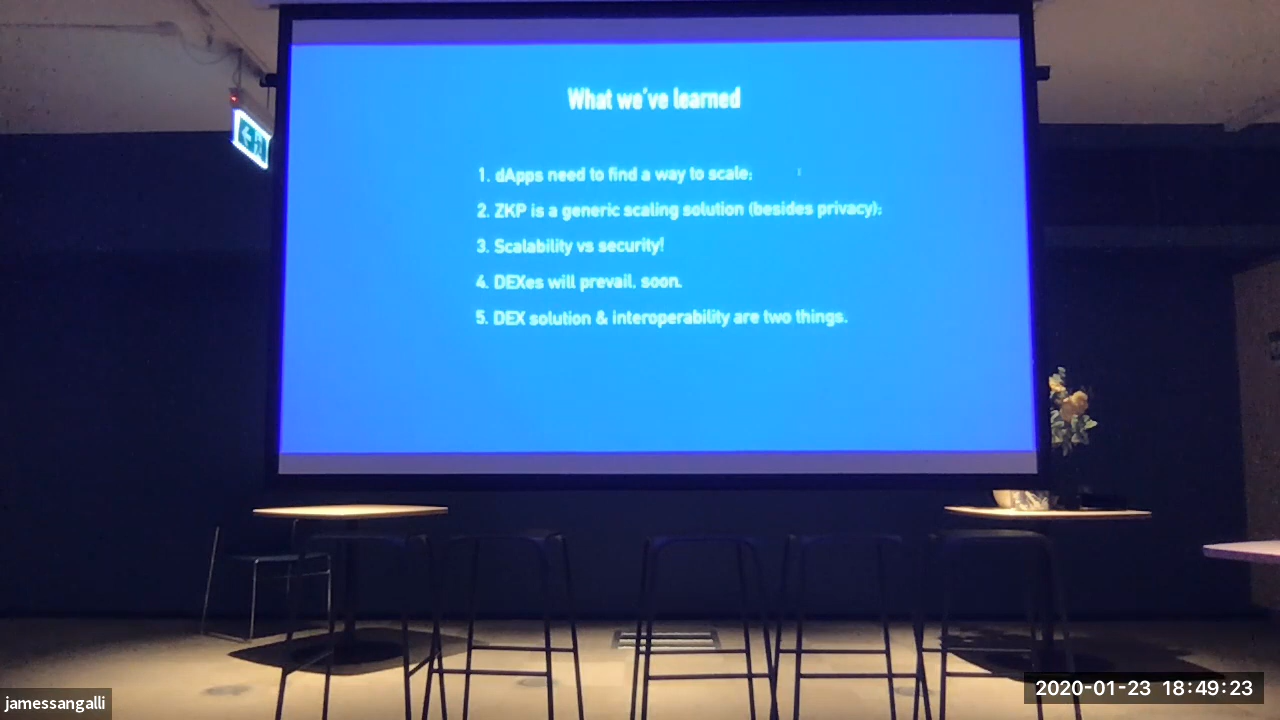 What we've learned
1. dApps need to find a way to scale;
2. ZKP is a generic scaling solution (besides privacy);
3. Scalability vs security!
4. DEXes will prevail, soon.
5. DEX solution & interoperability are two things.
jamessangalli
2020-01-23 18:49:23